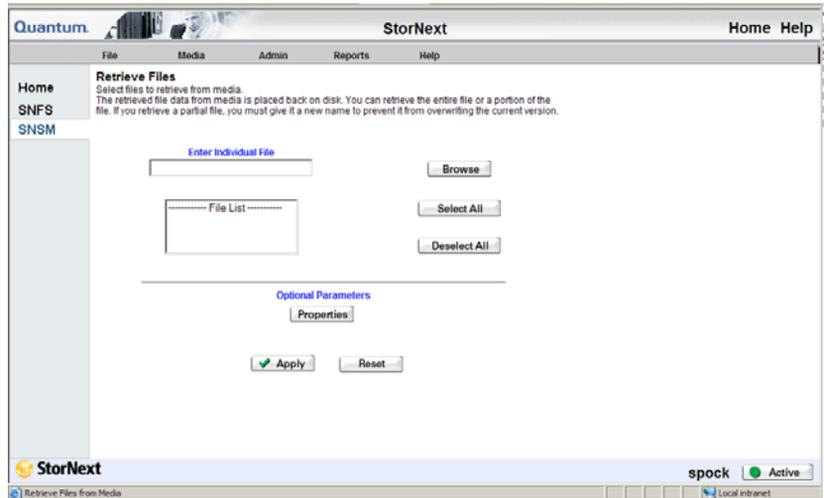 Quantum. StorNext Home Help
File Media Admin Reports Help
Home
SNFS
SNSM
Retrieve Files
Select files to retrieve from media.
The retrieved file data from media is placed back on disk. You can retrieve the entire file or a portion of the
file. If you retrieve a partial file, you must give it a new name to prevent it from overwriting the current version.
Enter Individual File
Browse
----------- File List -----------
Select All
Deselect All
Optional Parameters
Properties
Apply Reset
StorNext
spock Active
Retrieve Files from Media Local intranet